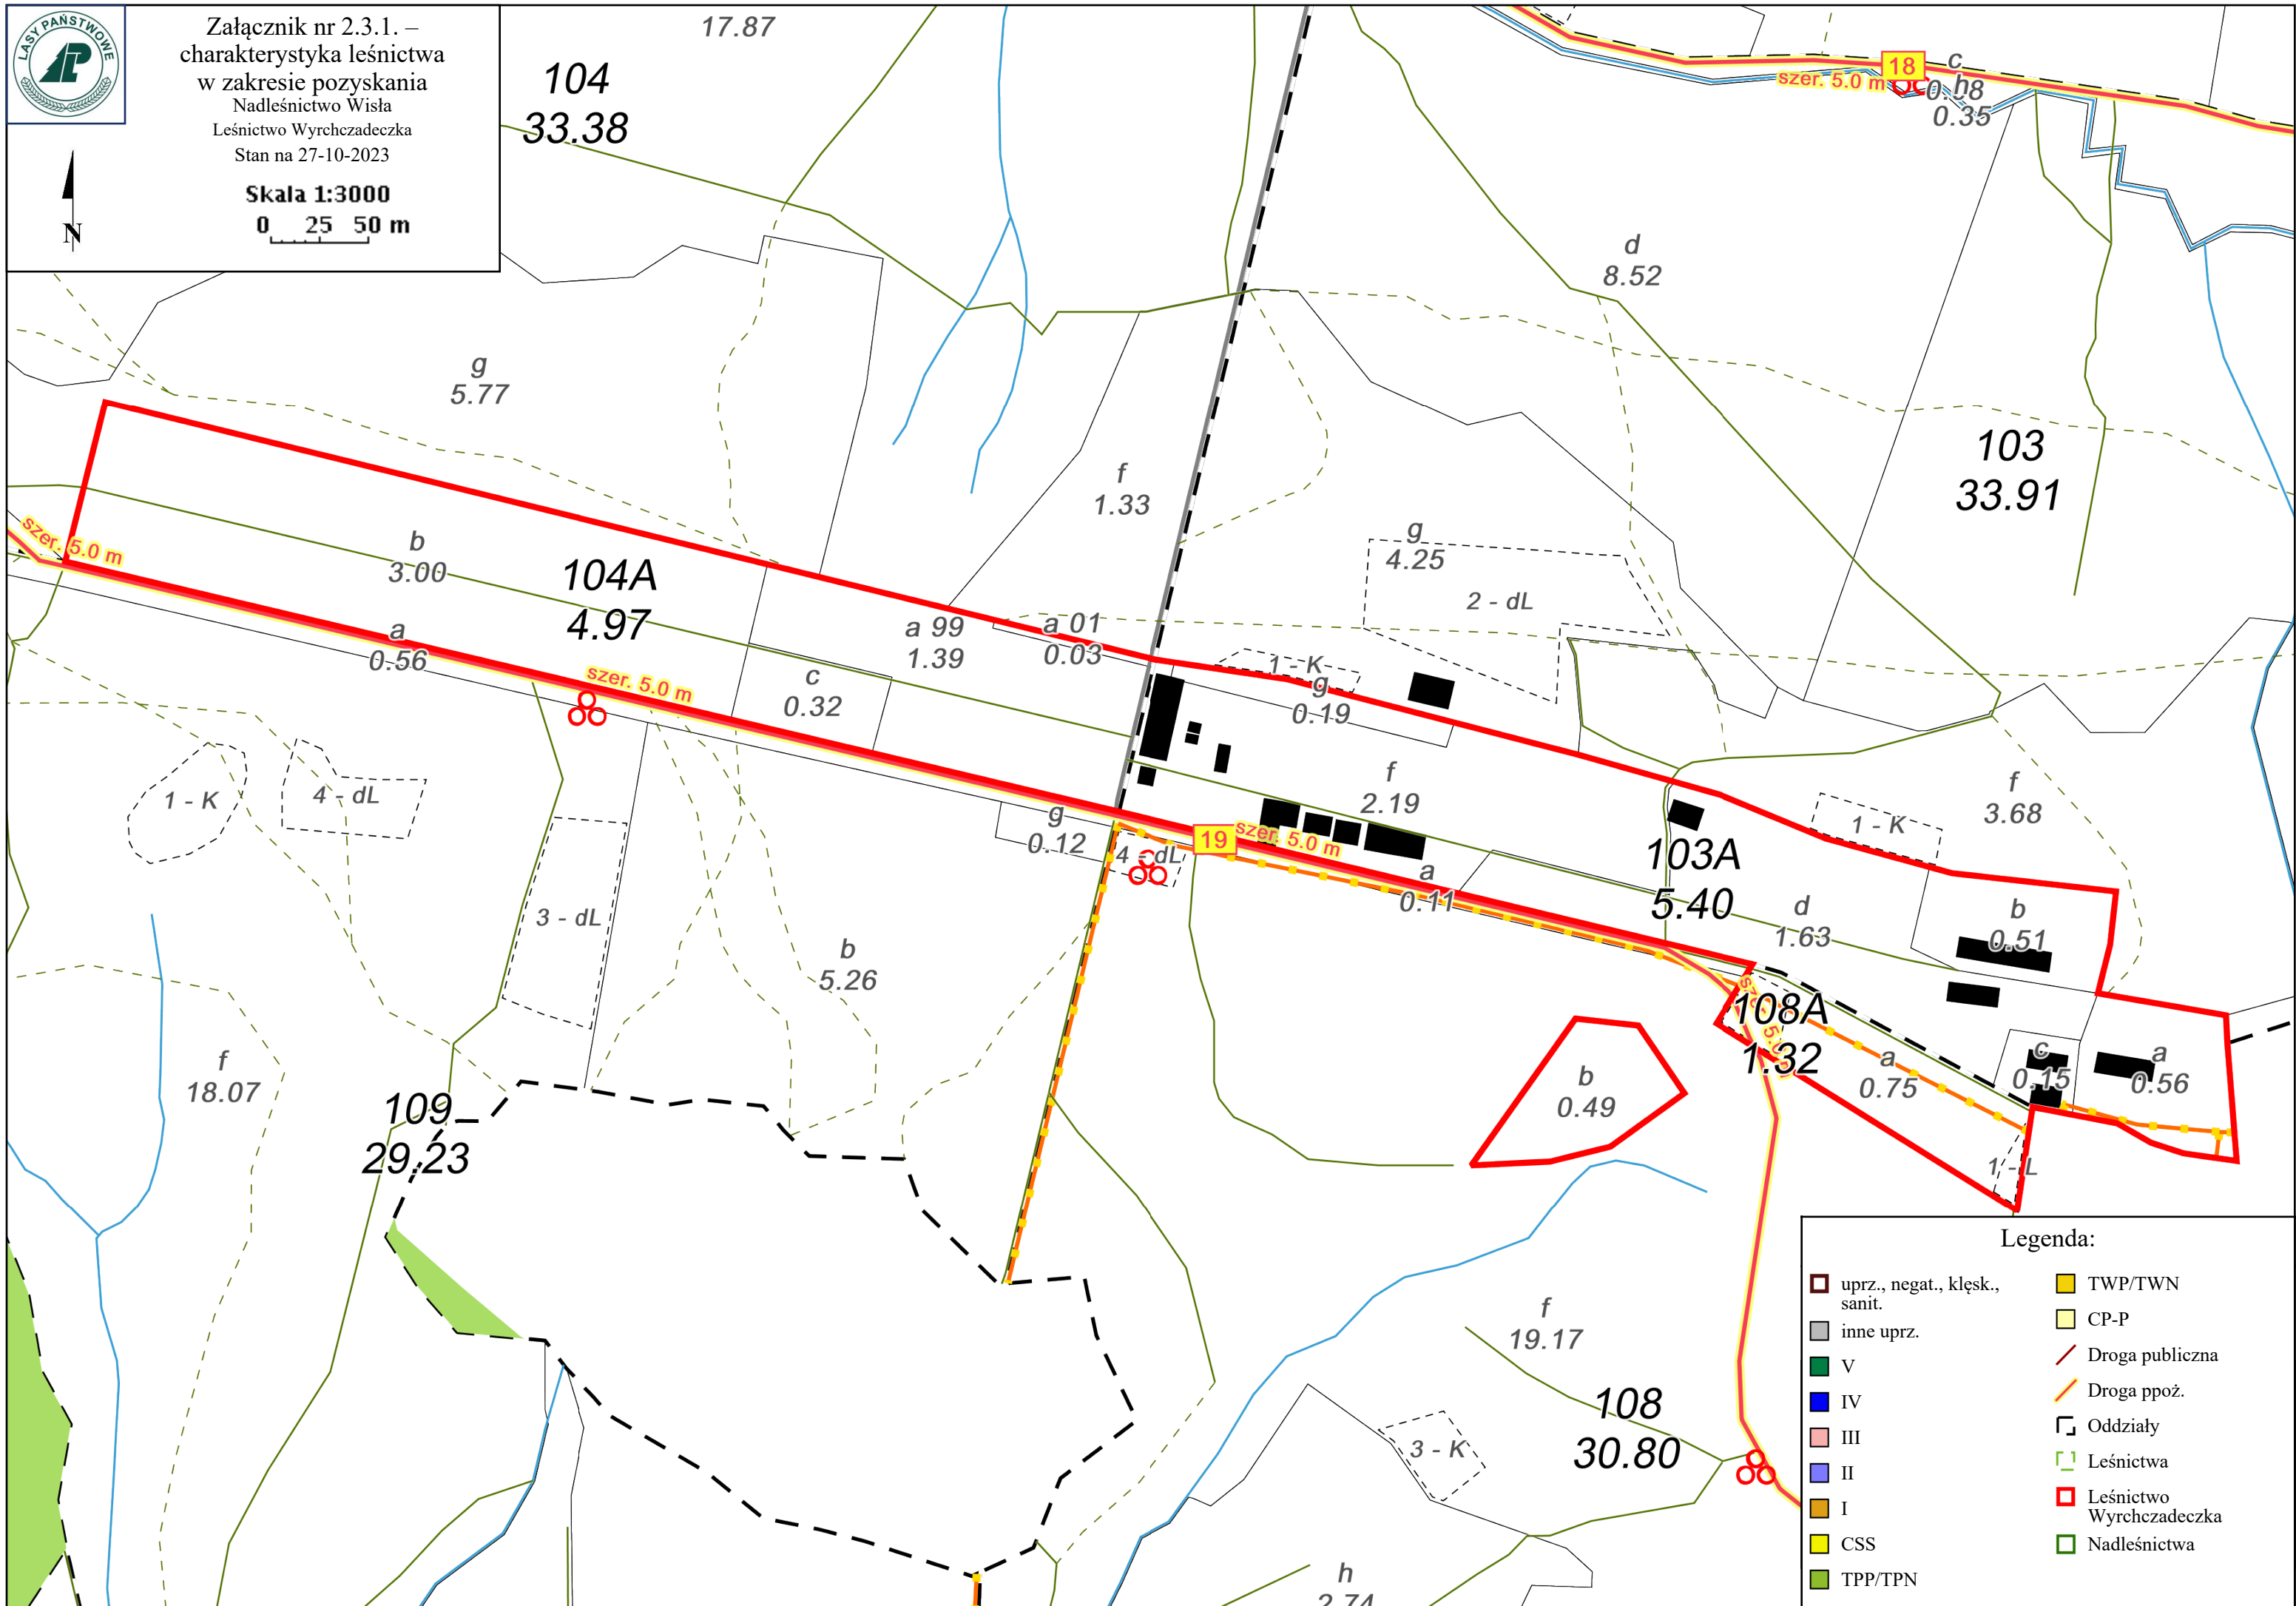 LASY PAŃSTWOWE
Załącznik nr 2.3.1. –
charakterystyka leśnictwa
w zakresie pozyskania
Nadleśnictwo Wisła
Leśnictwo Wyrchczadeczka
Stan na 27-10-2023
Skala 1:3000
0 25 50 m
N
17.87
104
33.38
18
szer. 5.0 m
c
0.08
h
0.35
d
8.52
g
5.77
103
33.91
f
1.33
g
4.25
2 - dL
szer. 5.0 m
b
3.00
104A
4.97
a
0.56
szer. 5.0 m
c
0.32
a 99
1.39
a 01
0.03
1 - K
g
0.19
f
2.19
f
3.68
1 - K
1 - K
4 - dL
g
0.12
4 - dL
19
szer. 5.0 m
a
0.11
103A
5.40
d
1.63
b
0.51
3 - dL
b
5.26
108A
1.32
a
0.75
c
0.15
a
0.56
b
0.49
1 - L
f
18.07
109
29.23
f
19.17
108
30.80
3 - K
h
2.74
Legenda:
uprz., negat., klęsk.,
sanit.
inne uprz.
V
IV
III
II
I
CSS
TPP/TPN
TWP/TWN
CP-P
Droga publiczna
Droga ppoż.
Oddziały
Leśnictwa
Leśnictwo
Wyrchczadeczka
Nadleśnictwa